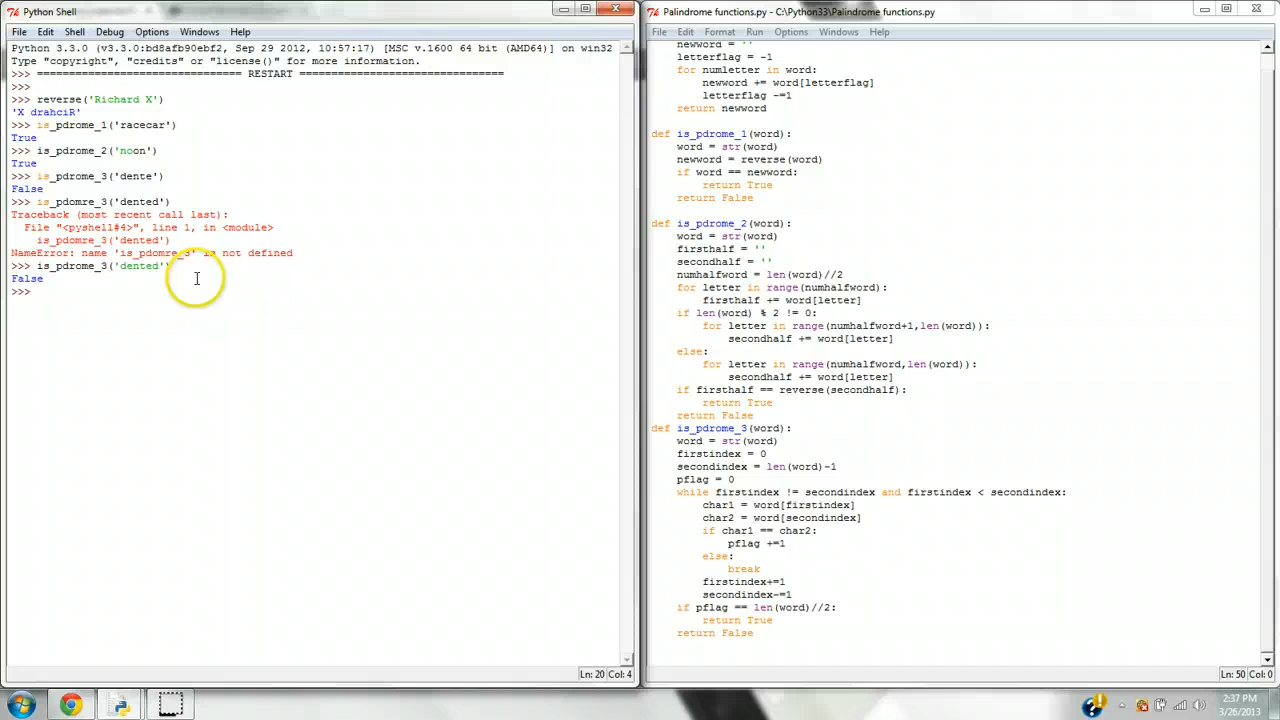 Python Shell
File Edit Shell Debug Options Windows Help
Python 3.3.0 (v3.3.0:bd8afb90ebf2, Sep 29 2012, 10:57:17) [MSC v.1600 64 bit (AMD64)] on win32
Type "copyright", "credits" or "license()" for more information.
>>> ================================ RESTART ================================
>>>
>>> reverse('Richard X')
'X drahciR'
>>> is_pdrome_1('racecar')
True
>>> is_pdrome_2('noon')
True
>>> is_pdrome_3('dente')
False
>>> is_pdomre_3('dented')
Traceback (most recent call last):
File "<pyshell#4>", line 1, in <module>
is_pdomre_3('dented')
NameError: name 'is_pdomre_3' is not defined
>>> is_pdrome_3('dented')
False
>>>
Ln: 20 Col: 4
Palindrome functions.py - C:\Python33\Palindrome functions.py
File Edit Format Run Options Windows Help
newword = ''
letterflag = -1
for numletter in word:
newword += word[letterflag]
letterflag -=1
return newword
def is_pdrome_1(word):
word = str(word)
newword = reverse(word)
if word == newword:
return True
return False
def is_pdrome_2(word):
word = str(word)
firsthalf = ''
secondhalf = ''
numhalfword = len(word)//2
for letter in range(numhalfword):
firsthalf += word[letter]
if len(word) % 2 != 0:
for letter in range(numhalfword+1,len(word)):
secondhalf += word[letter]
else:
for letter in range(numhalfword,len(word)):
secondhalf += word[letter]
if firsthalf == reverse(secondhalf):
return True
return False
def is_pdrome_3(word):
word = str(word)
firstindex = 0
secondindex = len(word)-1
pflag = 0
while firstindex != secondindex and firstindex < secondindex:
char1 = word[firstindex]
char2 = word[secondindex]
if char1 == char2:
pflag +=1
else:
break
firstindex+=1
secondindex-=1
if pflag == len(word)//2:
return True
return False
Ln: 50 Col: 0
2:37 PM
3/26/2013